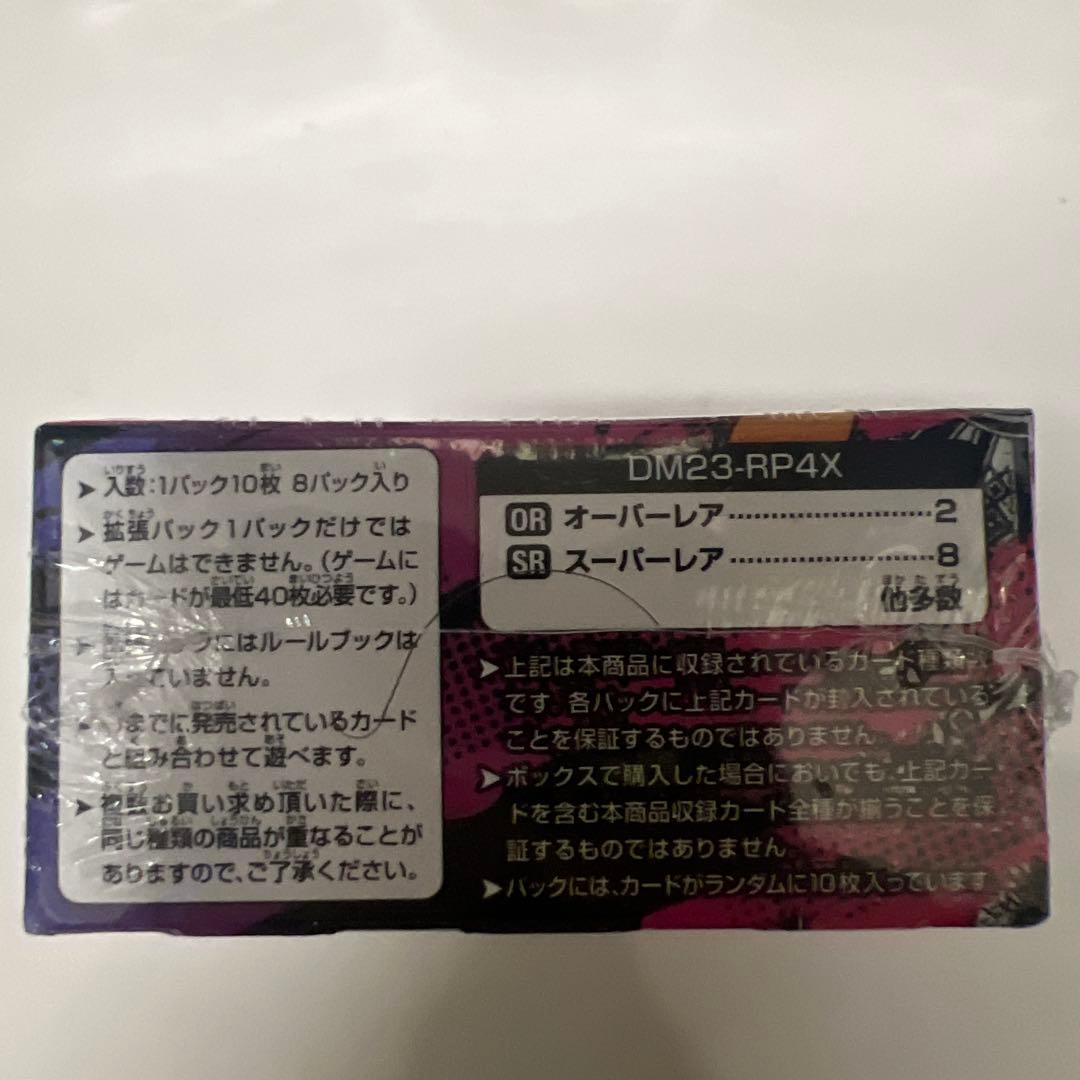 ➤入数:1パック10枚 8パック入り
➤拡張パック1パックだけでは
ゲームはできません。(ゲームに
はカードが最低40枚必要です。)
にはルールブックは
入っていません。
までに発売されているカード
と組み合わせて遊べます。
➤複数お買い求め頂いた際に、
同じ種類の商品が重なることが
ありますので、ご了承ください。
DM23-RP4X
OR オーバーレア 2
SR スーパーレア 8
他多数
➤上記は本商品に収録されているカード種類
です 各パックに上記カードが封入されている
ことを保証するものではありません
➤ボックスで購入した場合においても、上記カー
ドを含む本商品収録カード全種が揃うことを保
証するものではありません
➤パックには、カードがランダムに10枚入っています